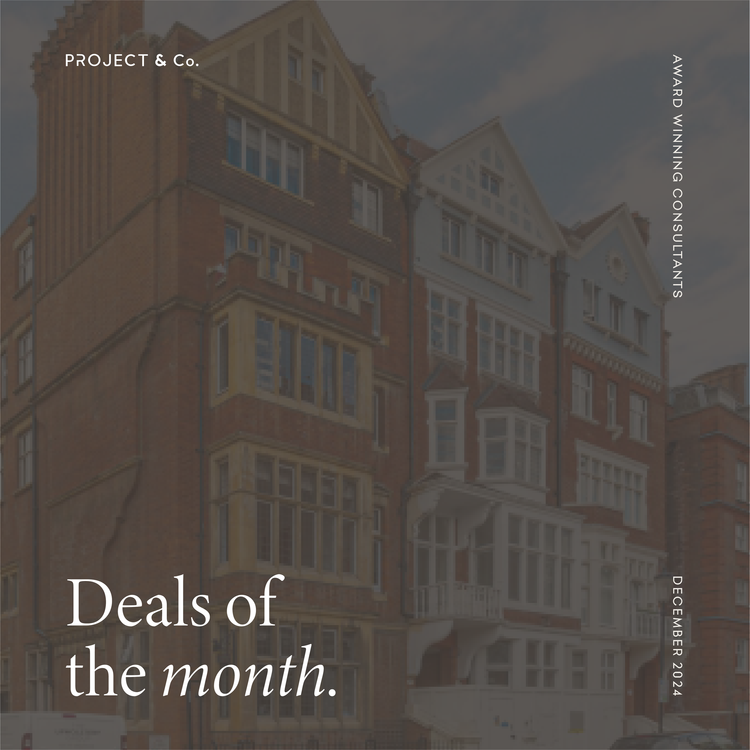 PROJECT & Co.
AWARD WINNING CONSULTANTS
Deals of
the month.
DECEMBER 2024